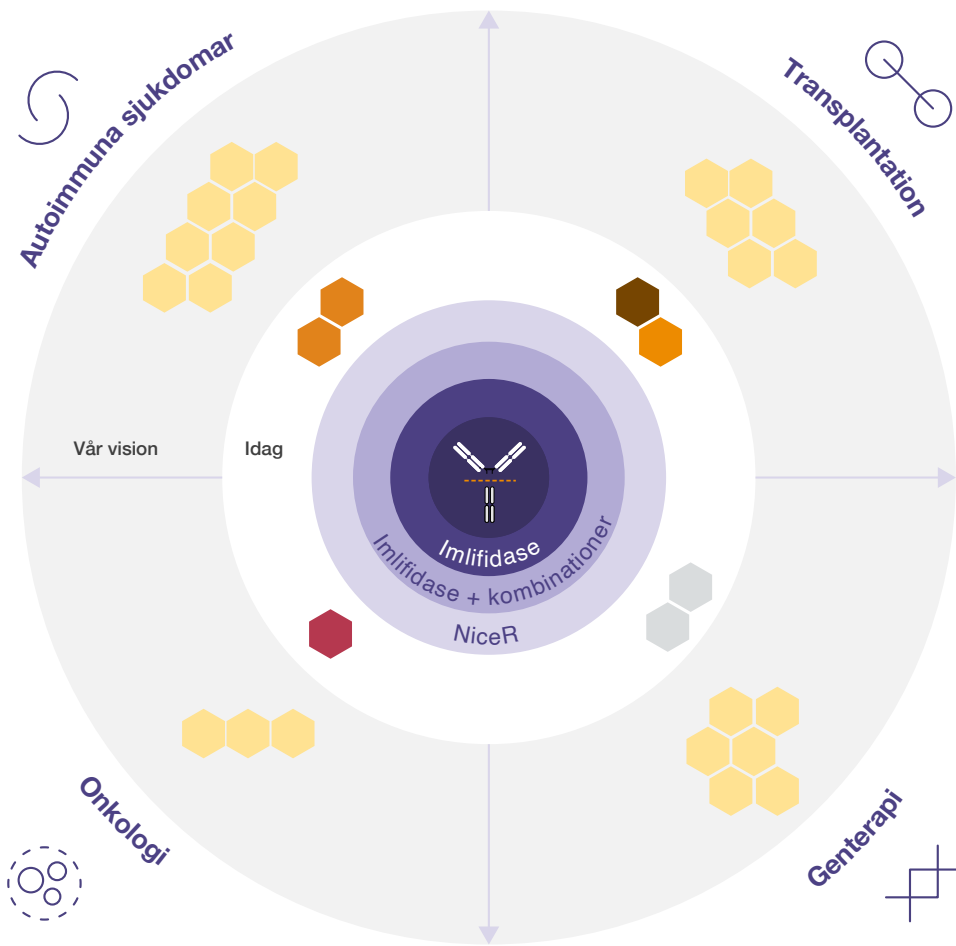 Autoimmuna sjukdomar
Transplantation
Vår vision
Idag
Imlifidase
Imlifidase + kombinationer
NiceR
Onkologi
Genterapi